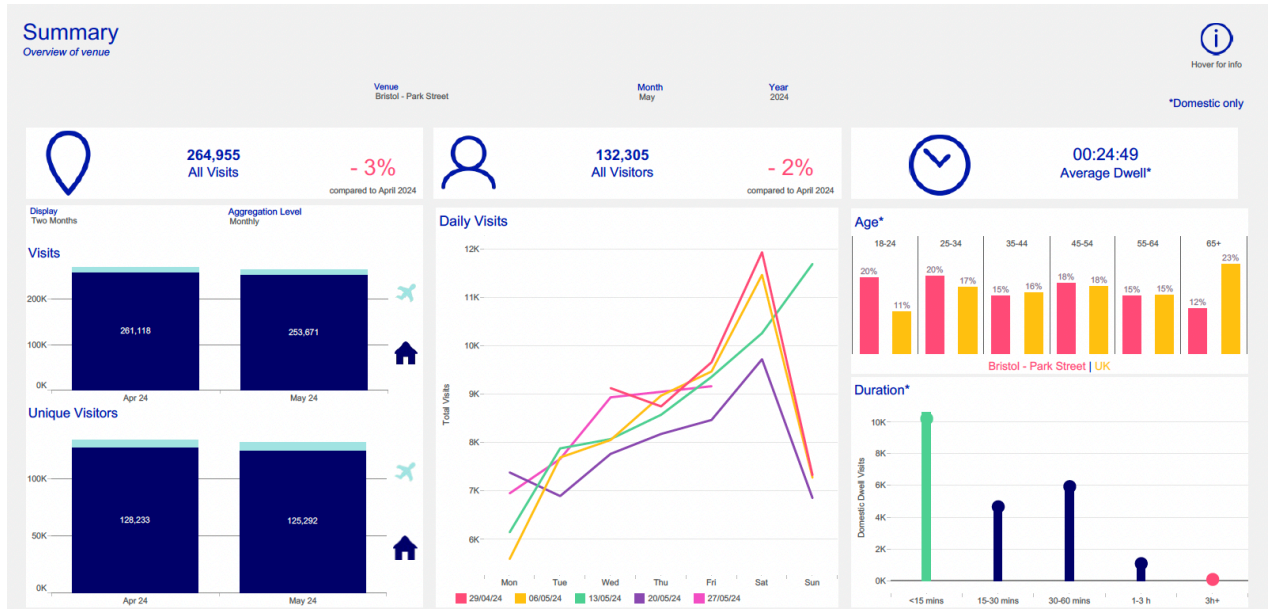 Summary
Overview of venue
i
Hover for info
Venue
Bristol - Park Street
Month
May
Year
2024
*Domestic only
264,955
All Visits
- 3%
compared to April 2024
132,305
All Visitors
- 2%
compared to April 2024
00:24:49
Average Dwell*
Display
Two Months
Aggregation Level
Monthly
Visits
200K
100K
0K
261,118
253,671
Apr 24
May 24
Unique Visitors
100K
50K
0K
128,233
125,292
Apr 24
May 24
Daily Visits
Total Visits
12K
11K
10K
9K
8K
7K
6K
Mon Tue Wed Thu Fri Sat Sun
29/04/24 06/05/24 13/05/24 20/05/24 27/05/24
Age*
18-24 25-34 35-44 45-54 55-64 65+
20% 11% 20% 17% 15% 16% 18% 18% 15% 15% 12% 23%
Bristol - Park Street | UK
Duration*
Domestic Dwell Visits
10K
8K
6K
4K
2K
0K
<15 mins 15-30 mins 30-60 mins 1-3 h 3h+